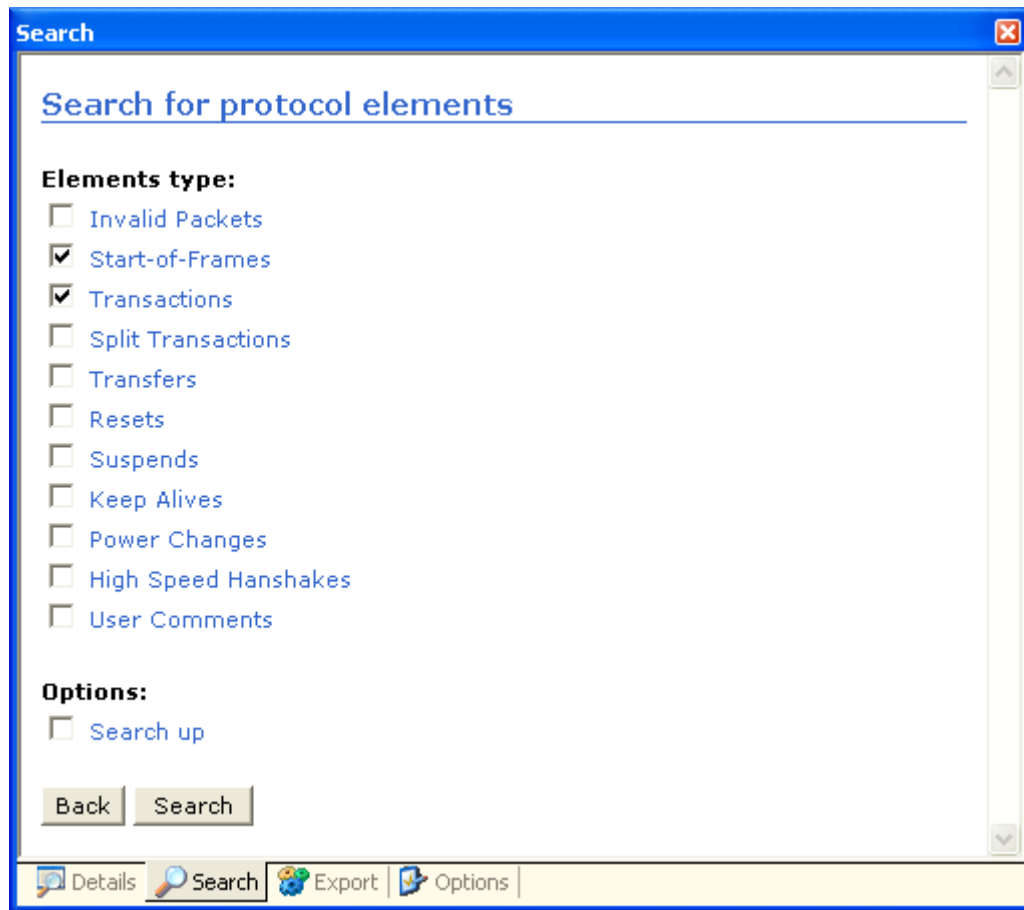 Search
Search for protocol elements
Elements type:
Invalid Packets
Start-of-Frames
Transactions
Split Transactions
Transfers
Resets
Suspends
Keep Alives
Power Changes
High Speed Hanshakes
User Comments
Options:
Search up
Back Search
Details Search Export Options